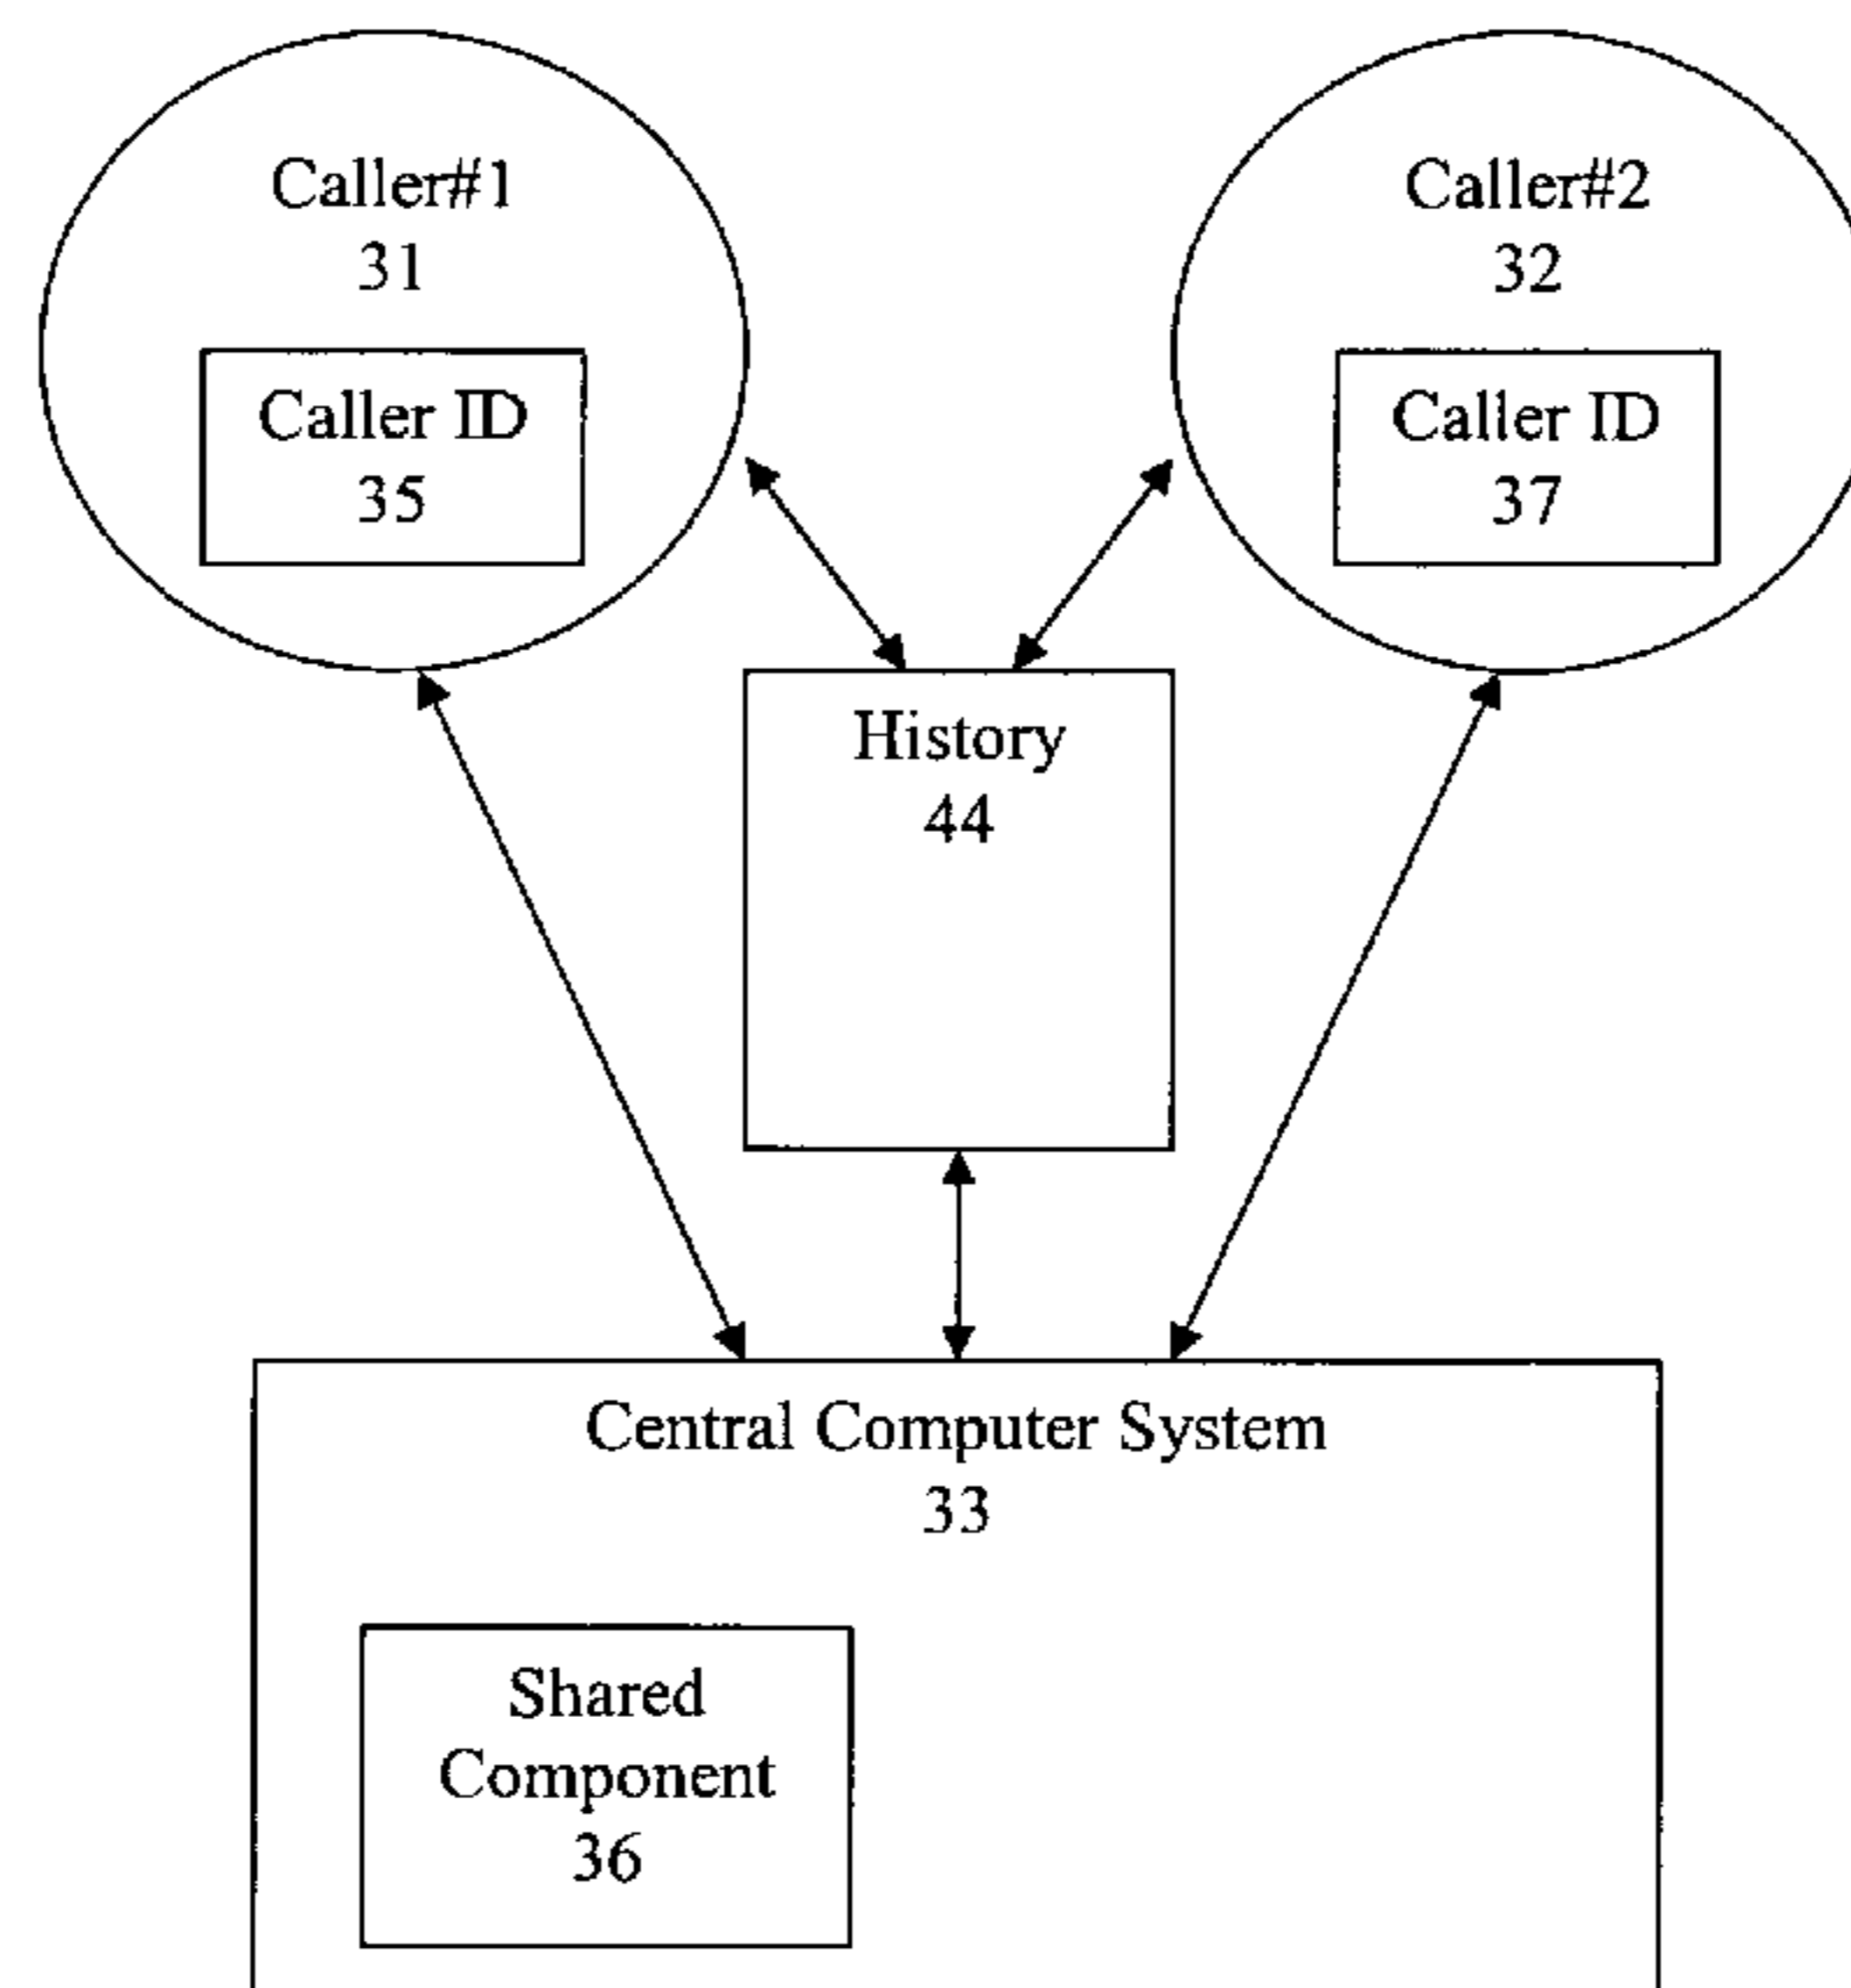 Caller#1
31
Caller ID
35
Caller#2
32
Caller ID
37
History
44
Central Computer System
33
Shared
Component
36